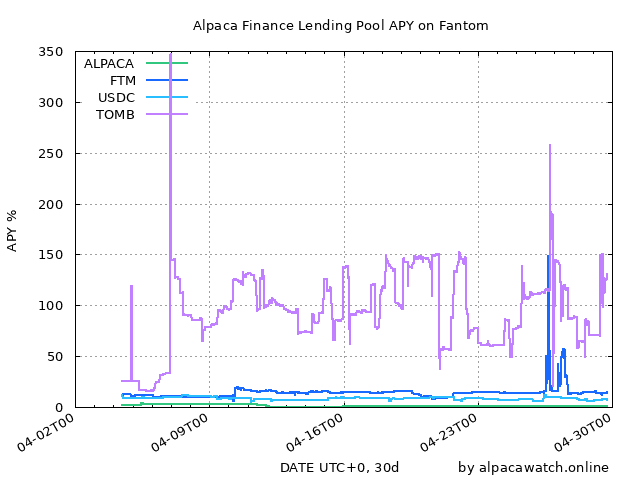 Alpaca Finance Lending Pool APY on Fantom
350
300
250
200
150
100
50
0
APY %
ALPACA
FTM
USDC
TOMB
04-02T00
04-09T00
04-16T00
04-23T00
04-30T00
DATE UTC+0, 30d
by alpacawatch.online